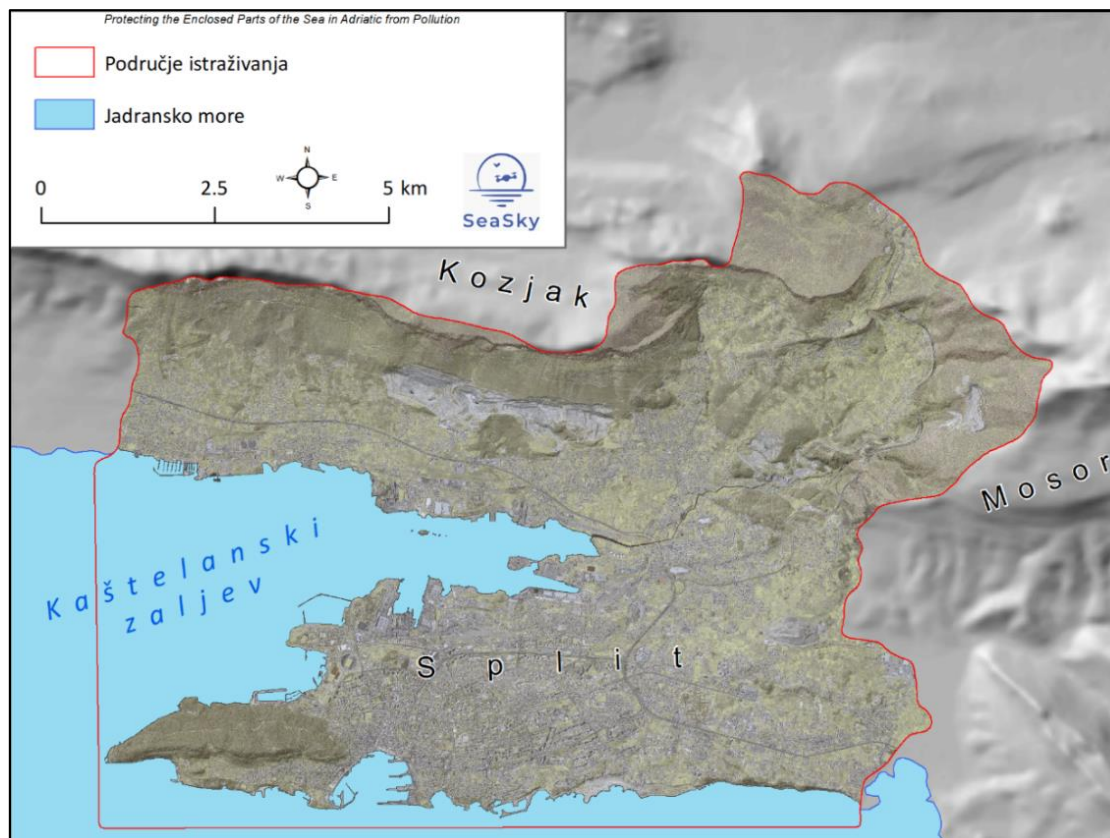 Protecting the Enclosed Parts of the Sea in Adriatic from Pollution
Područje istraživanja
Jadransko more
N
W E
S
0 2.5 5 km
SeaSky
Kozjak
Mosor
Kaštelanski
zaljev
Split